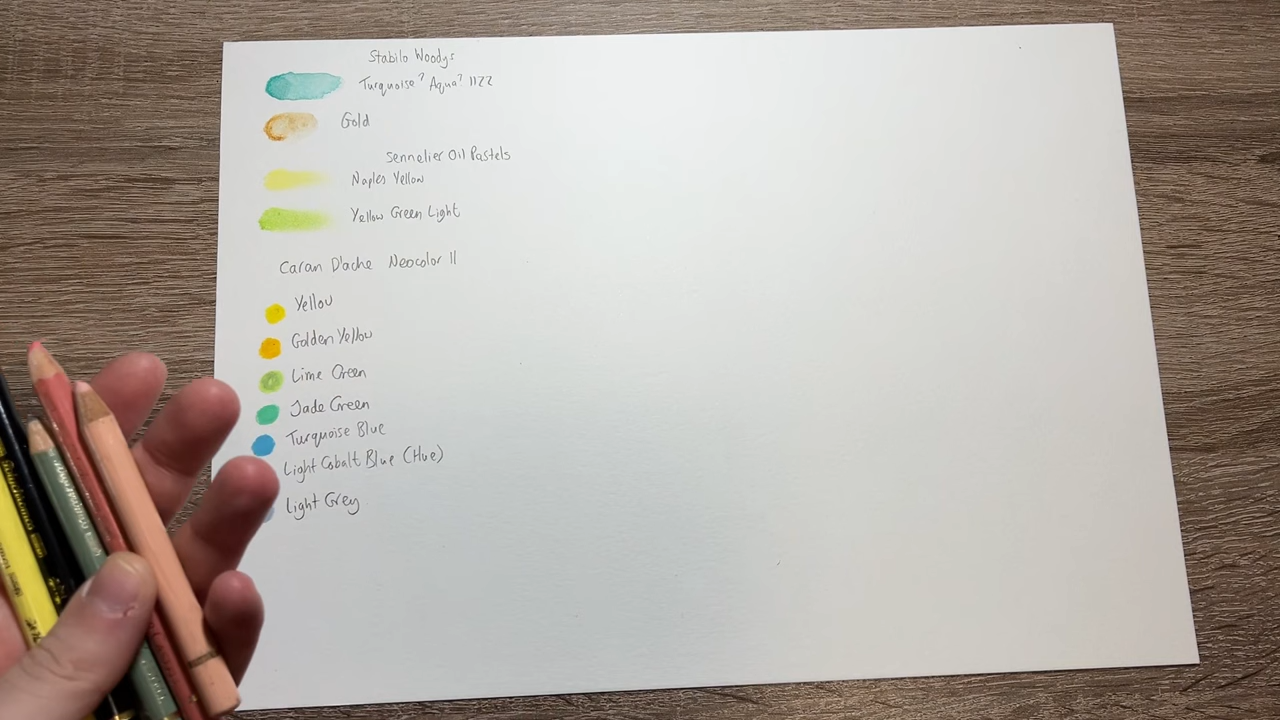 Stabilo Woodys
Turquoise? Aqua? 1122
Gold
Sennelier Oil Pastels
Naples Yellow
Yellow Green Light
Caran D'ache Neocolor II
Yellow
Golden Yellow
Lime Green
Jade Green
Turquoise Blue
Light Cobalt Blue (Hue)
Light Grey